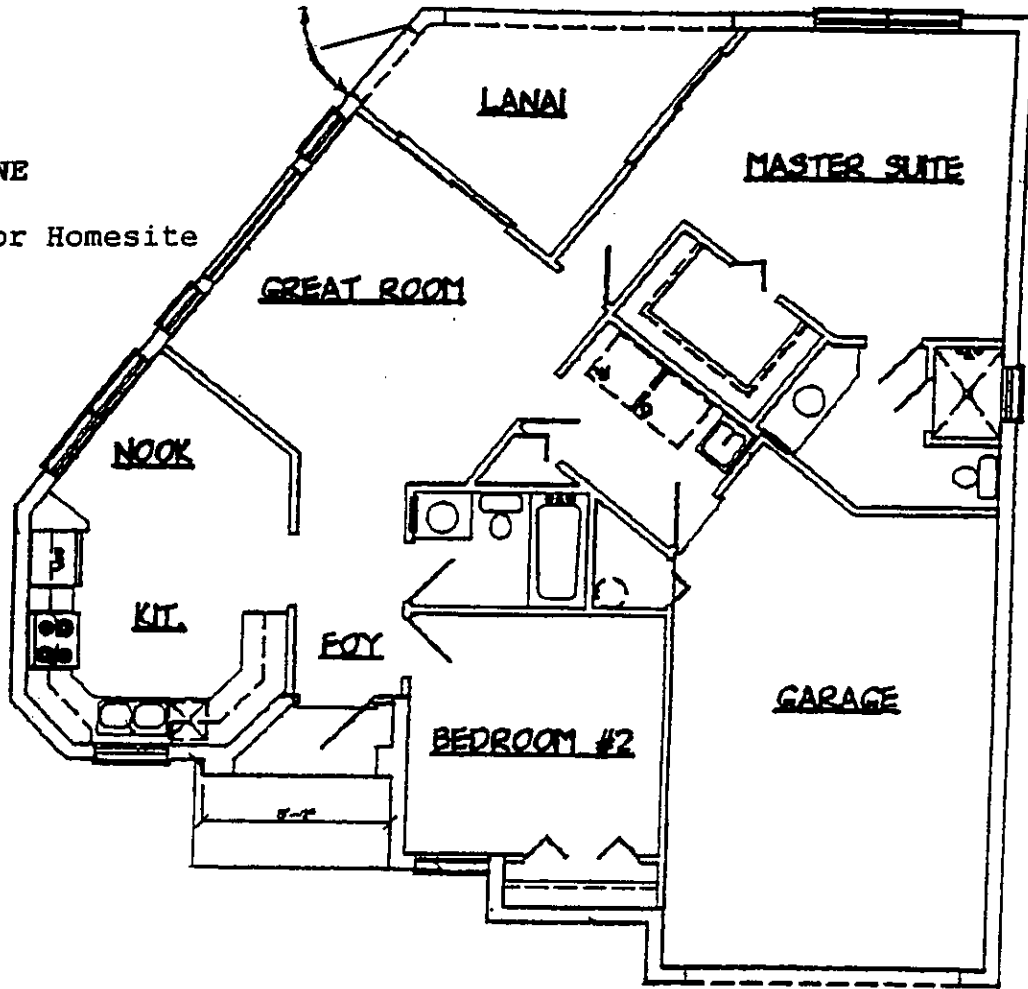 LANAI
NE
MASTER SUITE
or Homesite
GREAT ROOM
NOOK
KIT.
FOY
GARAGE
BEDROOM #2